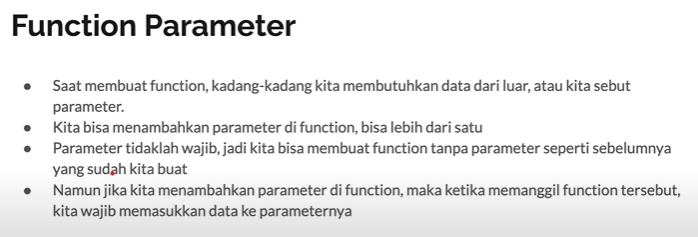 Function Parameter
● Saat membuat function, kadang-kadang kita membutuhkan data dari luar, atau kita sebut
parameter.
● Kita bisa menambahkan parameter di function, bisa lebih dari satu
● Parameter tidaklah wajib, jadi kita bisa membuat function tanpa parameter seperti sebelumnya
yang sudah kita buat
● Namun jika kita menambahkan parameter di function, maka ketika memanggil function tersebut,
kita wajib memasukkan data ke parameternya